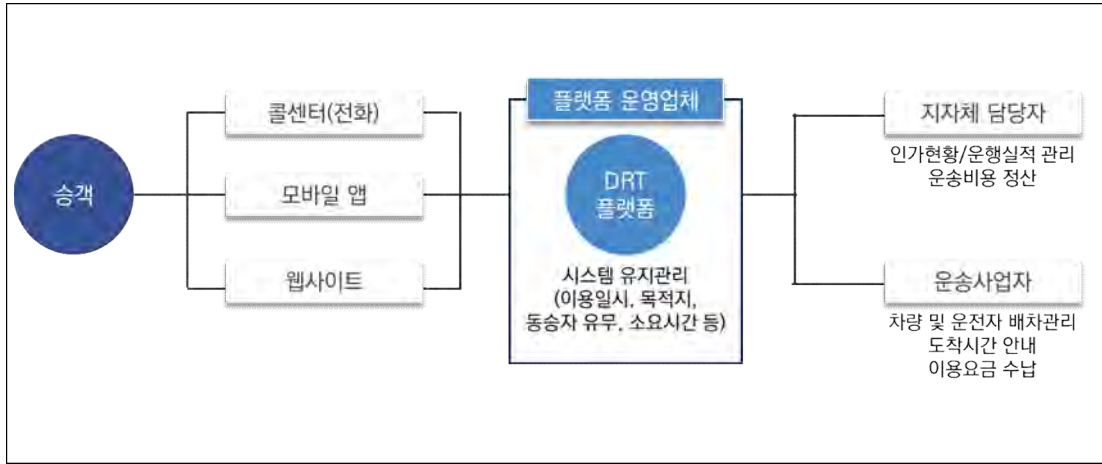 승객
콜센터(전화)
모바일 앱
웹사이트
플랫폼 운영업체
DRT
플랫폼
시스템 유지관리
(이용일시, 목적지,
동승자 유무, 소요시간 등)
지자체 담당자
인가현황/운행실적 관리
운송비용 정산
운송사업자
차량 및 운전자 배차관리
도착시간 안내
이용요금 수납